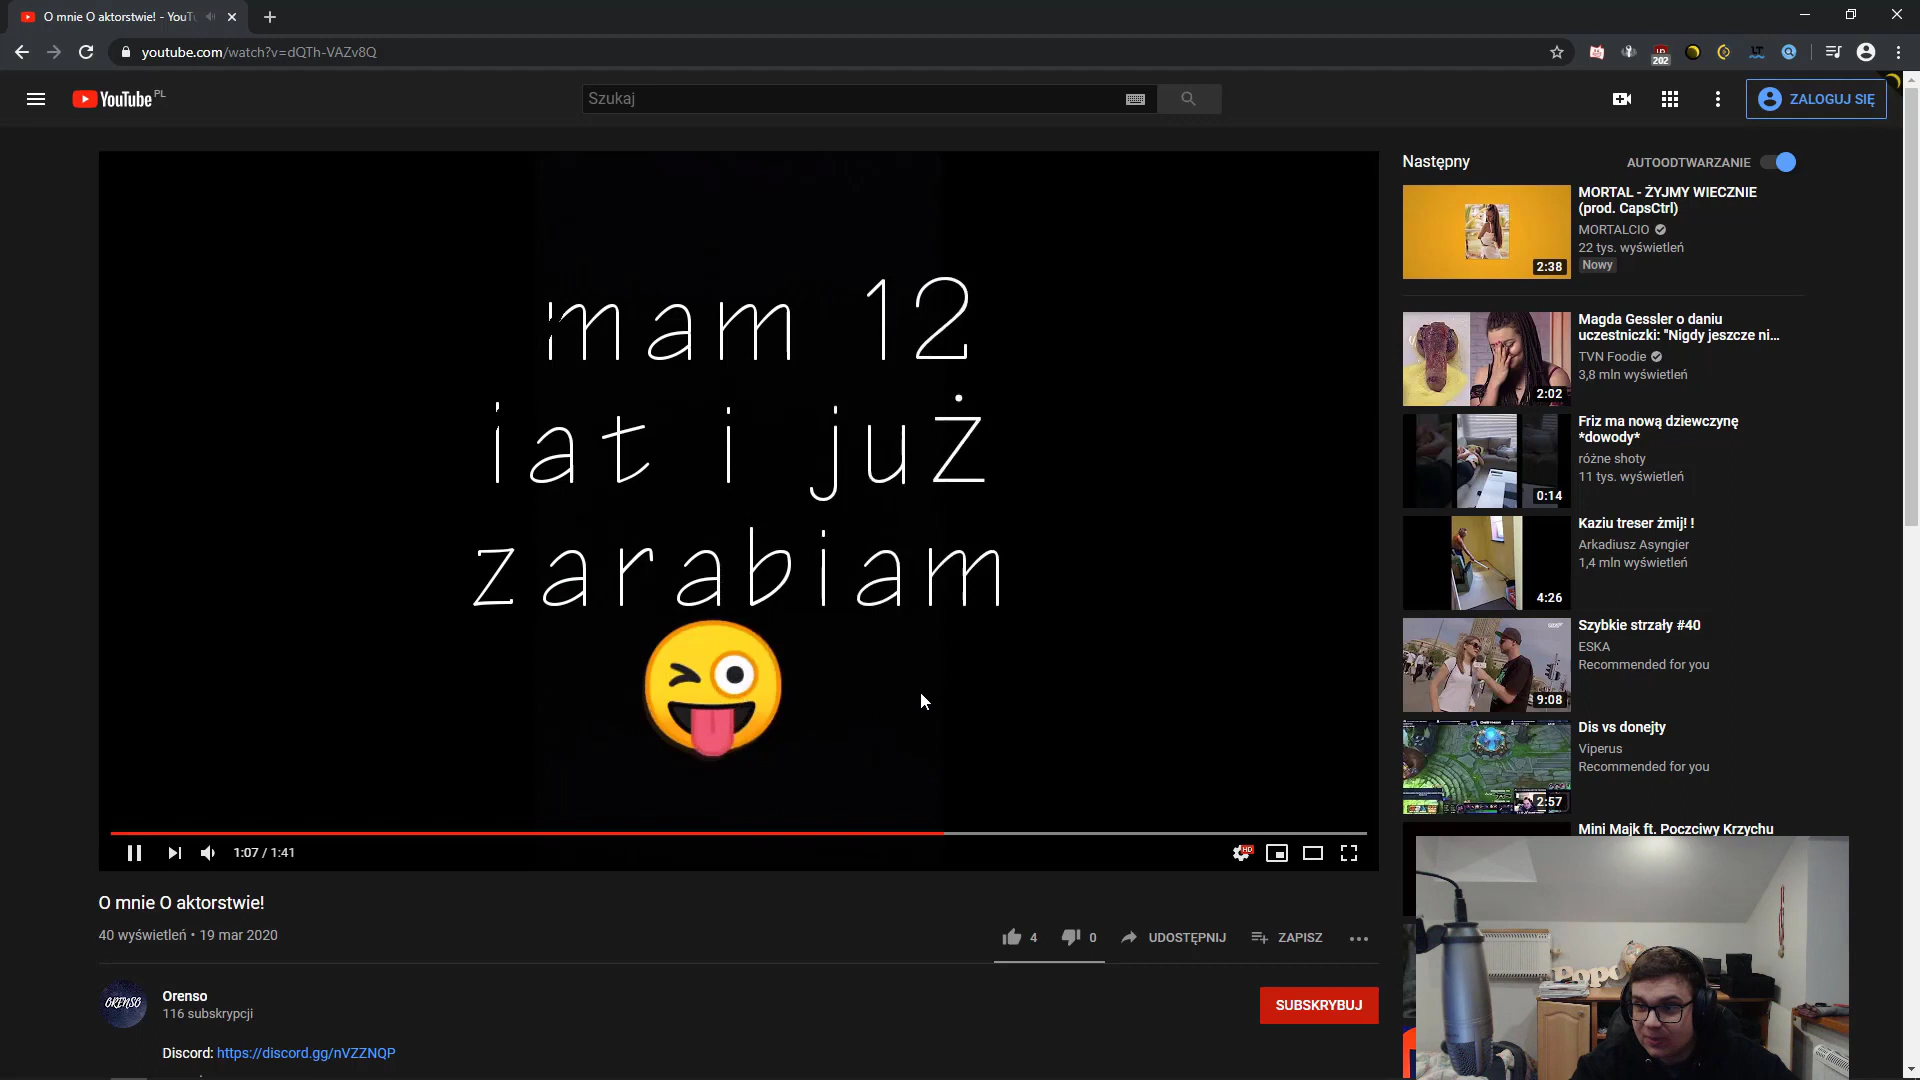 O mnie O aktorstwie! - YouTu
youtube.com/watch?v=dQTh-VAZv8Q
202
YouTube PL
Szukaj
ZALOGUJ SIĘ
mam 12
iat i już
zarabiam
1:07 / 1:41
HD
O mnie O aktorstwie!
40 wyświetleń • 19 mar 2020
4
0
UDOSTĘPNIJ
ZAPISZ
ORENSO
Orenso
116 subskrypcji
SUBSKRYBUJ
Discord: https://discord.gg/nVZZNQP
Następny
AUTOODTWARZANIE
2:38
MORTAL - ŻYJMY WIECZNIE
(prod. CapsCtrl)
MORTALCIO
22 tys. wyświetleń
Nowy
2:02
Magda Gessler o daniu
uczestniczki: "Nigdy jeszcze ni...
TVN Foodie
3,8 mln wyświetleń
0:14
Friz ma nową dziewczynę
*dowody*
różne shoty
11 tys. wyświetleń
4:26
Kaziu treser żmij! !
Arkadiusz Asyngier
1,4 mln wyświetleń
9:08
Szybkie strzały #40
ESKA
Recommended for you
2:57
Dis vs donejty
Viperus
Recommended for you
Mini Majk ft. Poczciwy Krzychu